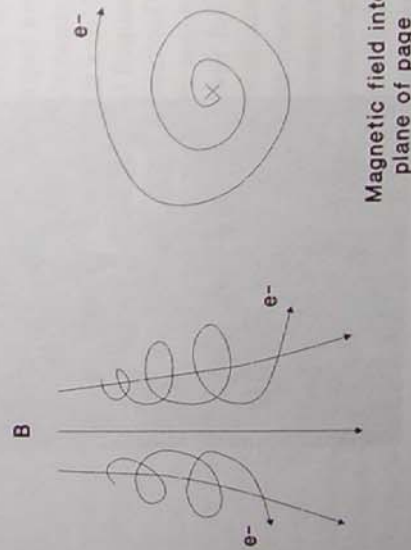 B
e-
e-
e-
Magnetic field into
plane of page